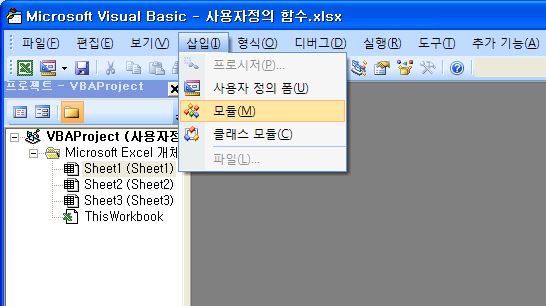 Microsoft Visual Basic - 사용자정의 함수.xlsx
파일(F) 편집(E) 보기(V) 삽입(I) 형식(O) 디버그(D) 실행(R) 도구(T) 추가 기능(A)
프로시저(P)...
프로젝트 - VBAProject
사용자 정의 폼(U)
모듈(M)
VBAProject (사용자정
클래스 모듈(C)
Microsoft Excel 개체
파일(L)...
Sheet1 (Sheet1)
Sheet2 (Sheet2)
Sheet3 (Sheet3)
ThisWorkbook